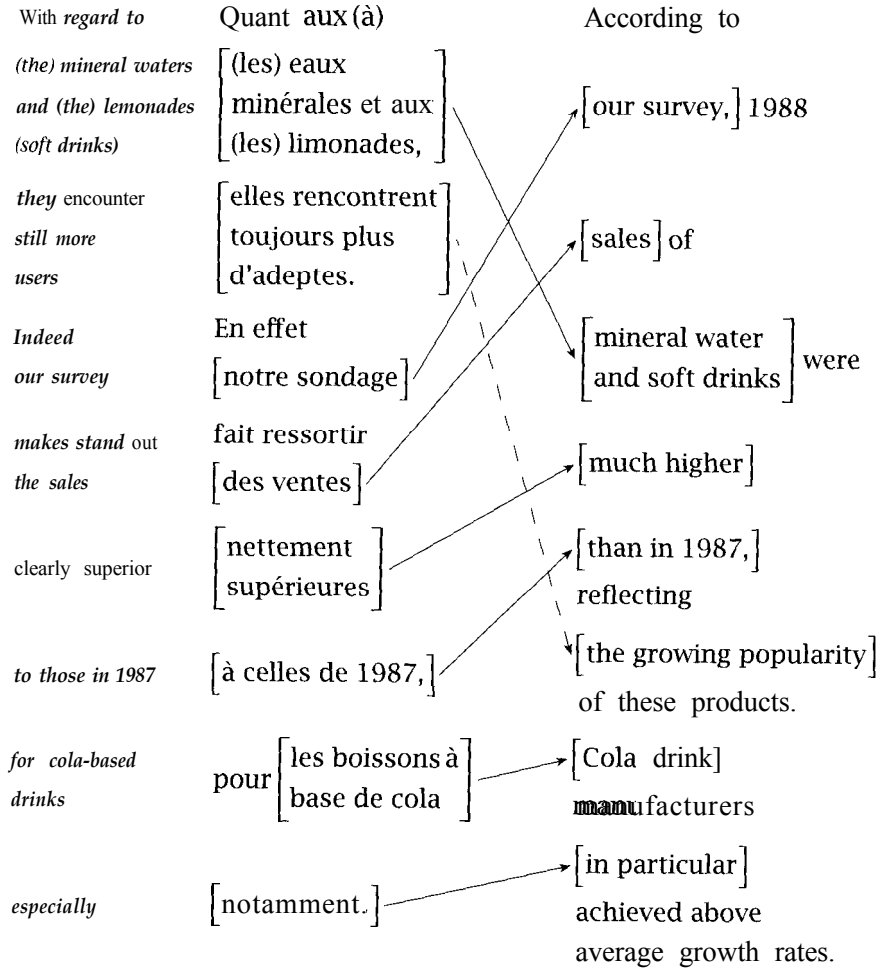 With regard to
(the) mineral waters
and (the) lemonades
(soft drinks)
they encounter
still more
users
Indeed
our survey
makes stand out
the sales
clearly superior
to those in 1987
for cola-based
drinks
especially
Quant aux (à)
[(les) eaux
minérales et aux
(les) limonades,]
[elles rencontrent
toujours plus
d'adeptes.]
En effet
[notre sondage]
fait ressortir
[des ventes]
[nettement
supérieures]
[à celles de 1987,]
pour [les boissons à
base de cola]
[notamment.]
According to
[our survey,] 1988
[sales] of
[mineral water
and soft drinks] were
[much higher]
[than in 1987,]
reflecting
[the growing popularity]
of these products.
[Cola drink]
manufacturers
[in particular]
achieved above
average growth rates.